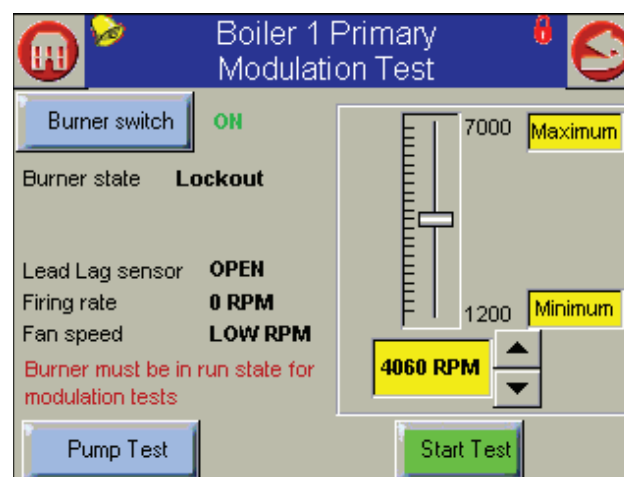 Boiler 1 Primary
Modulation Test
Burner switch ON
Burner state Lockout
Lead Lag sensor OPEN
Firing rate 0 RPM
Fan speed LOW RPM
Burner must be in run state for
modulation tests
7000 Maximum
1200 Minimum
4060 RPM
Pump Test
Start Test